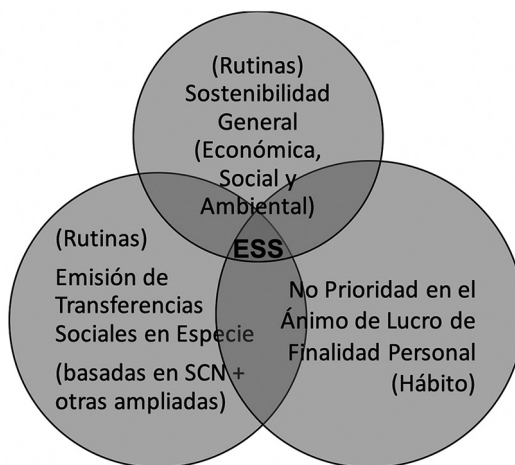 (Rutinas)
Sostenibilidad
General
(Económica,
Social y
Ambiental)
ESS
(Rutinas)
Emisión de
Transferencias
Sociales en Especie
(basadas en SCN +
otras ampliadas)
No Prioridad en el
Ánimo de Lucro de
Finalidad Personal
(Hábito)